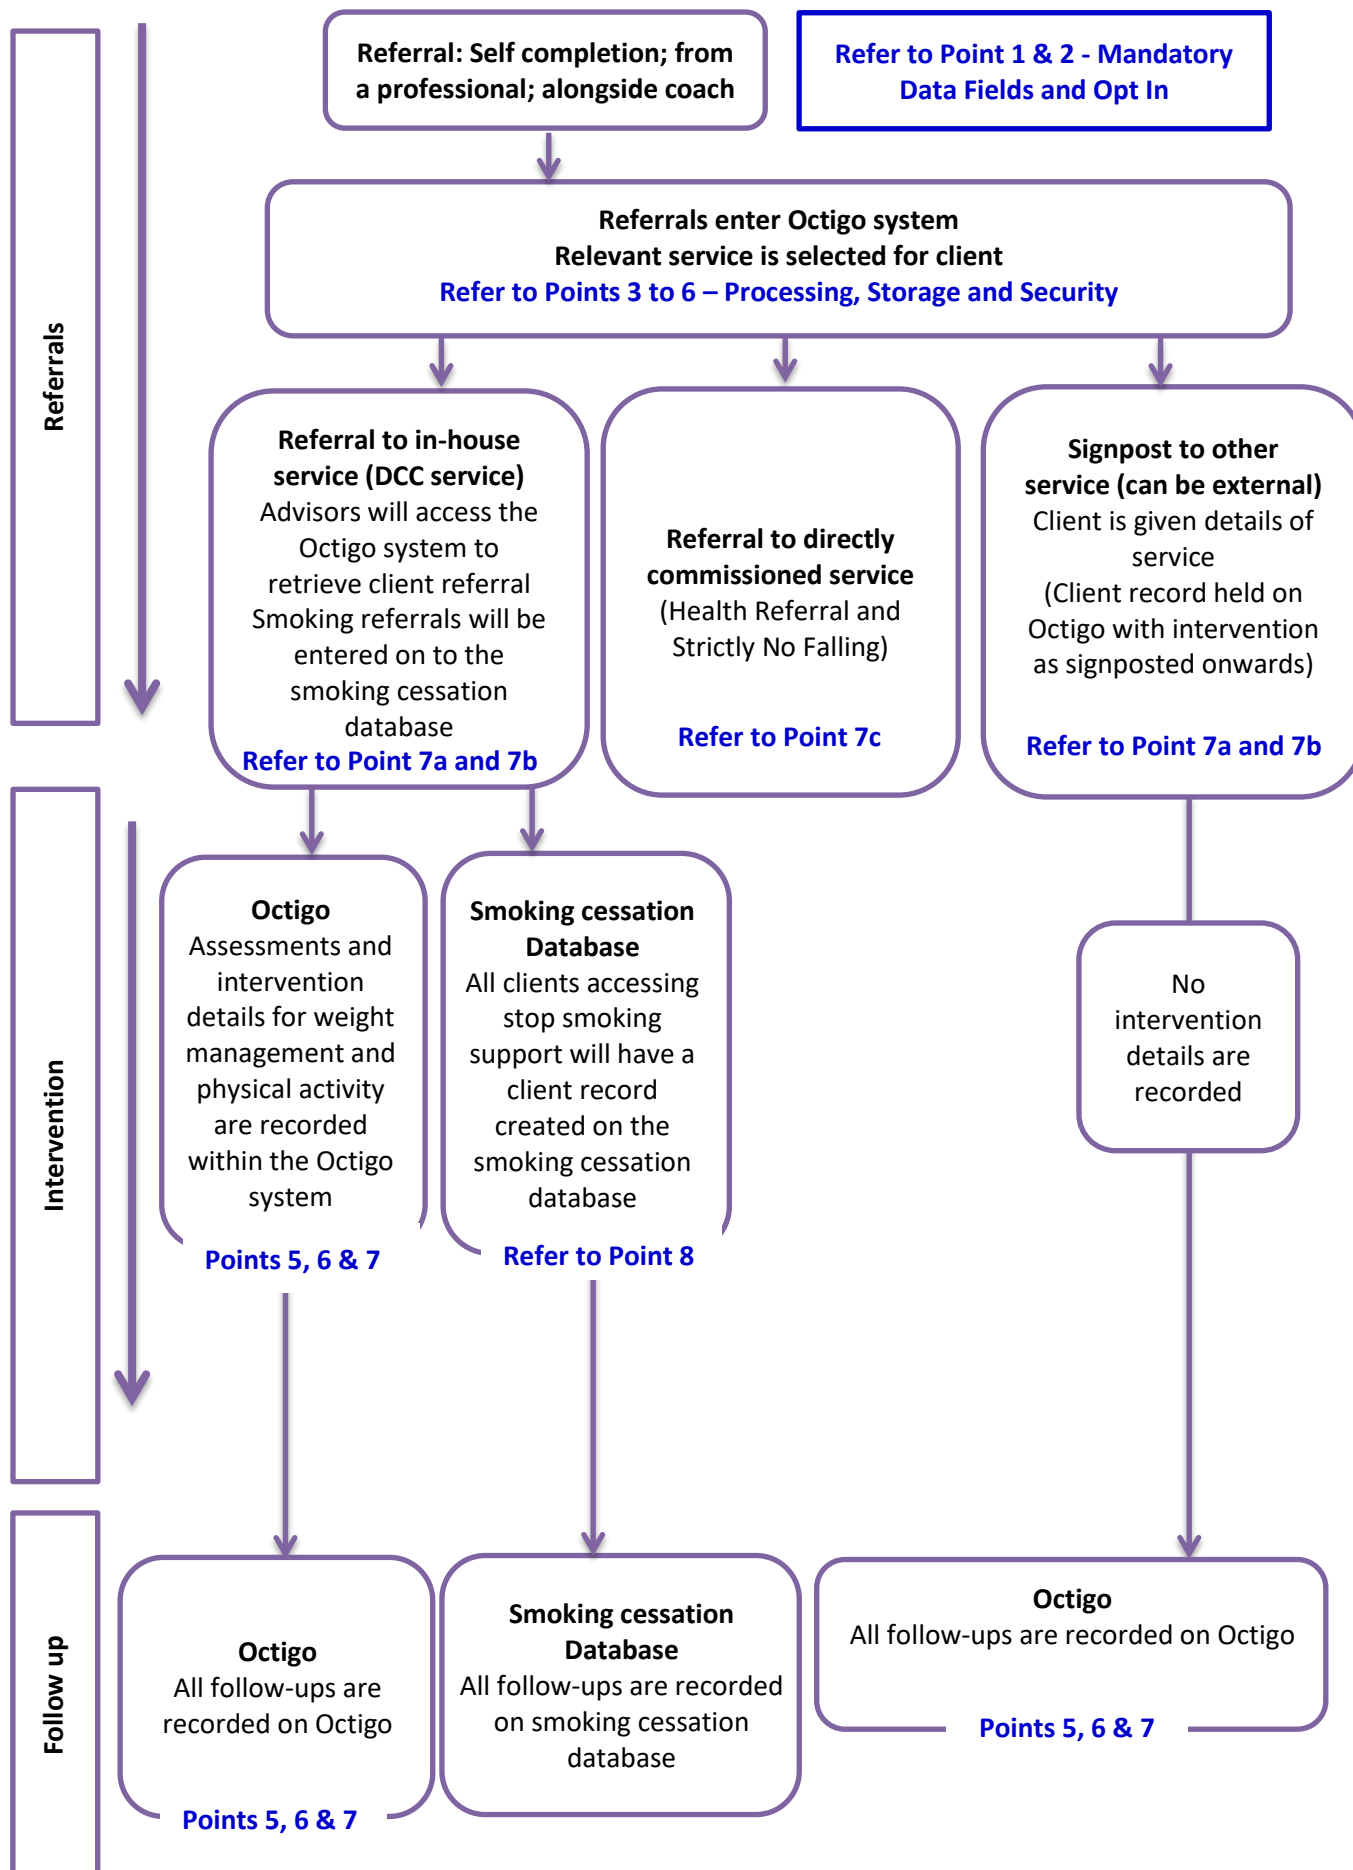 Referral: Self completion; from
a professional; alongside coach
Refer to Point 1 & 2 - Mandatory
Data Fields and Opt In
Referrals enter Octigo system
Relevant service is selected for client
Refer to Points 3 to 6 – Processing, Storage and Security
Referrals
Referral to in-house
service (DCC service)
Advisors will access the
Octigo system to
retrieve client referral
Smoking referrals will be
entered on to the
smoking cessation
database
Refer to Point 7a and 7b
Referral to directly
commissioned service
(Health Referral and
Strictly No Falling)
Refer to Point 7c
Signpost to other
service (can be external)
Client is given details of
service
(Client record held on
Octigo with intervention
as signposted onwards)
Refer to Point 7a and 7b
Intervention
Octigo
Assessments and
intervention
details for weight
management and
physical activity
are recorded
within the Octigo
system
Points 5, 6 & 7
Smoking cessation
Database
All clients accessing
stop smoking
support will have a
client record
created on the
smoking cessation
database
Refer to Point 8
No
intervention
details are
recorded
Follow up
Octigo
All follow-ups are
recorded on Octigo
Points 5, 6 & 7
Smoking cessation
Database
All follow-ups are recorded
on smoking cessation
database
Octigo
All follow-ups are recorded on Octigo
Points 5, 6 & 7